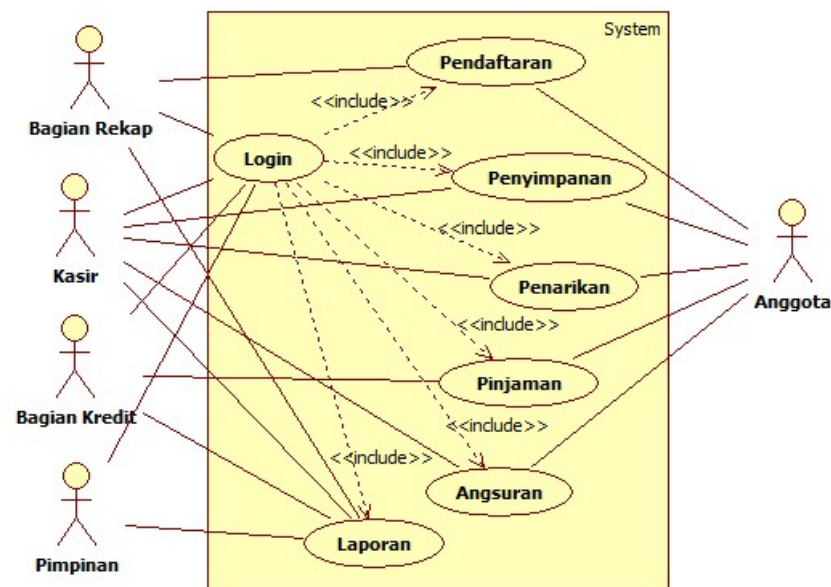 System
Pendaftaran
<<include>>
Bagian Rekap
Login
<<include>>
Penyimpanan
<<include>>
Kasir
Penarikan
Anggota
<<include>>
Pinjaman
Bagian Kredit
<<include>>
<<include>>
Angsuran
Laporan
Pimpinan